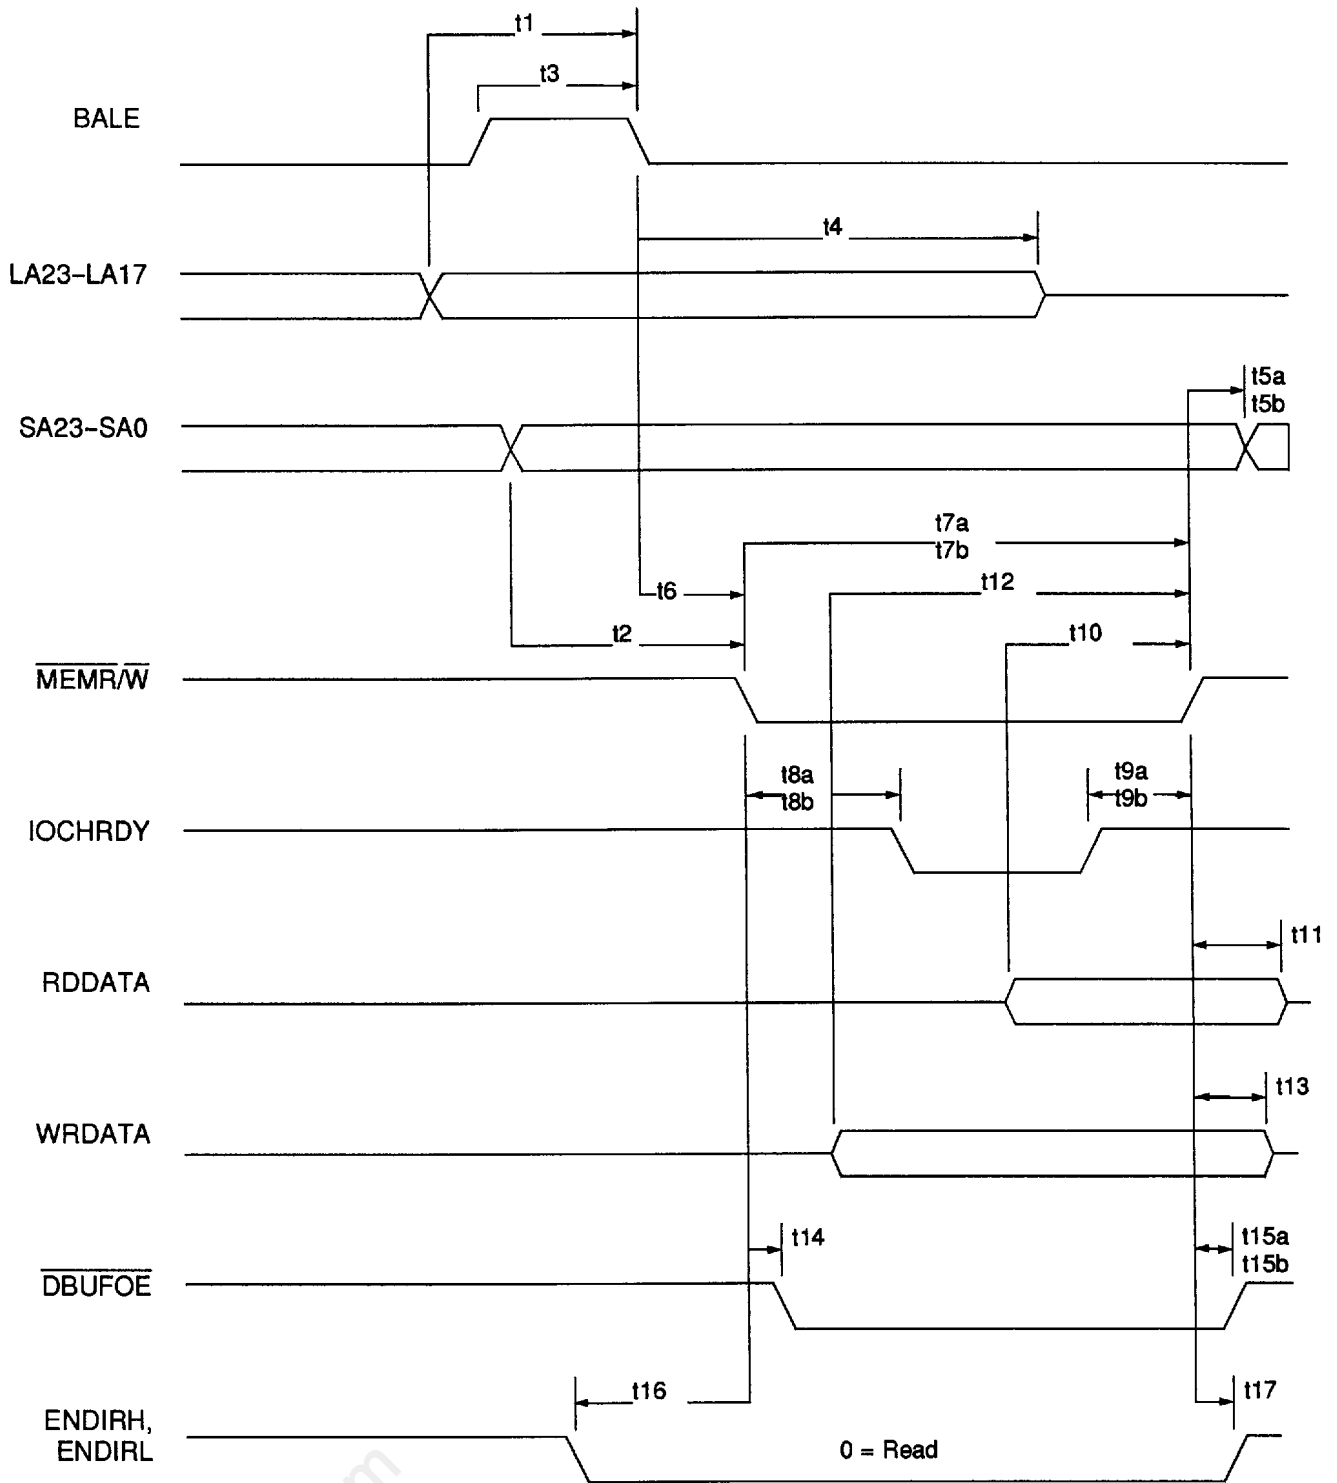 t1
t3
BALE
t4
LA23–LA17
t5a
t5b
SA23–SA0
t7a
t7b
t12
t6
t2
t10
MEMR/W
t8a
t8b
t9a
t9b
IOCHRDY
t11
RDDATA
t13
WRDATA
t14
t15a
t15b
DBUFOE
t16
t17
ENDIRH,
ENDIRL
0 = Read